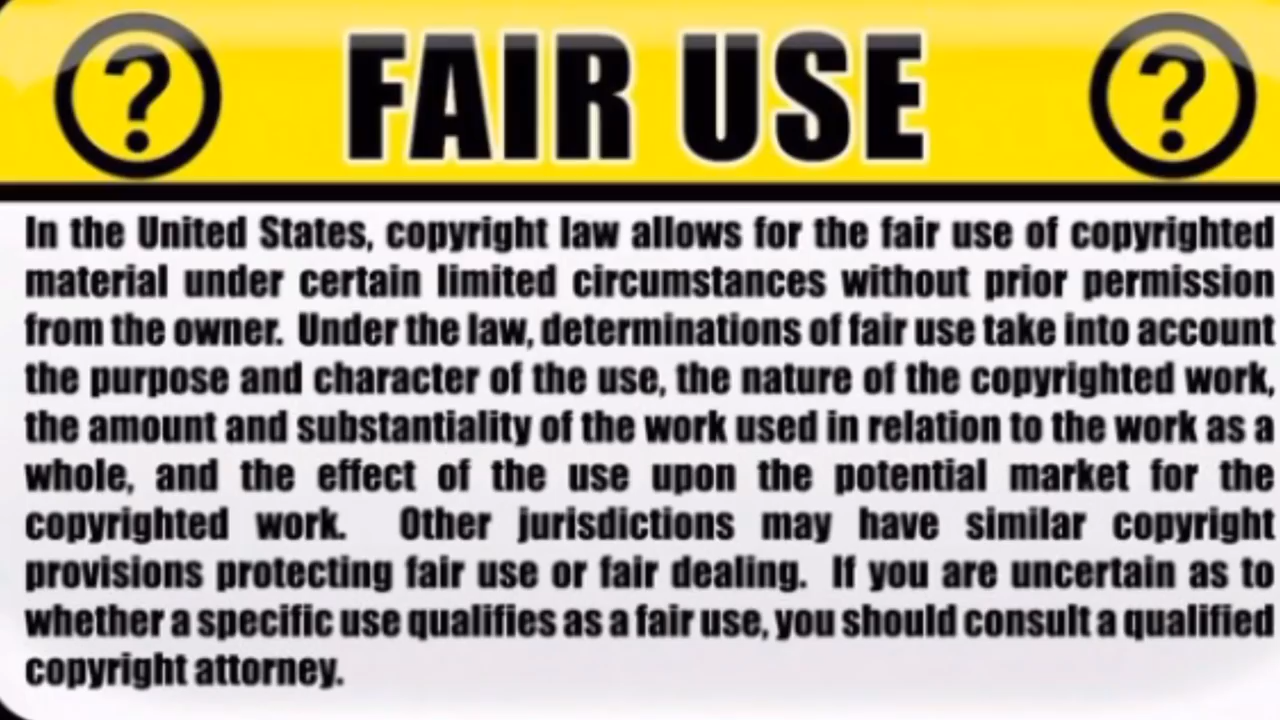 ? FAIR USE ?
In the United States, copyright law allows for the fair use of copyrighted
material under certain limited circumstances without prior permission
from the owner. Under the law, determinations of fair use take into account
the purpose and character of the use, the nature of the copyrighted work,
the amount and substantiality of the work used in relation to the work as a
whole, and the effect of the use upon the potential market for the
copyrighted work. Other jurisdictions may have similar copyright
provisions protecting fair use or fair dealing. If you are uncertain as to
whether a specific use qualifies as a fair use, you should consult a qualified
copyright attorney.